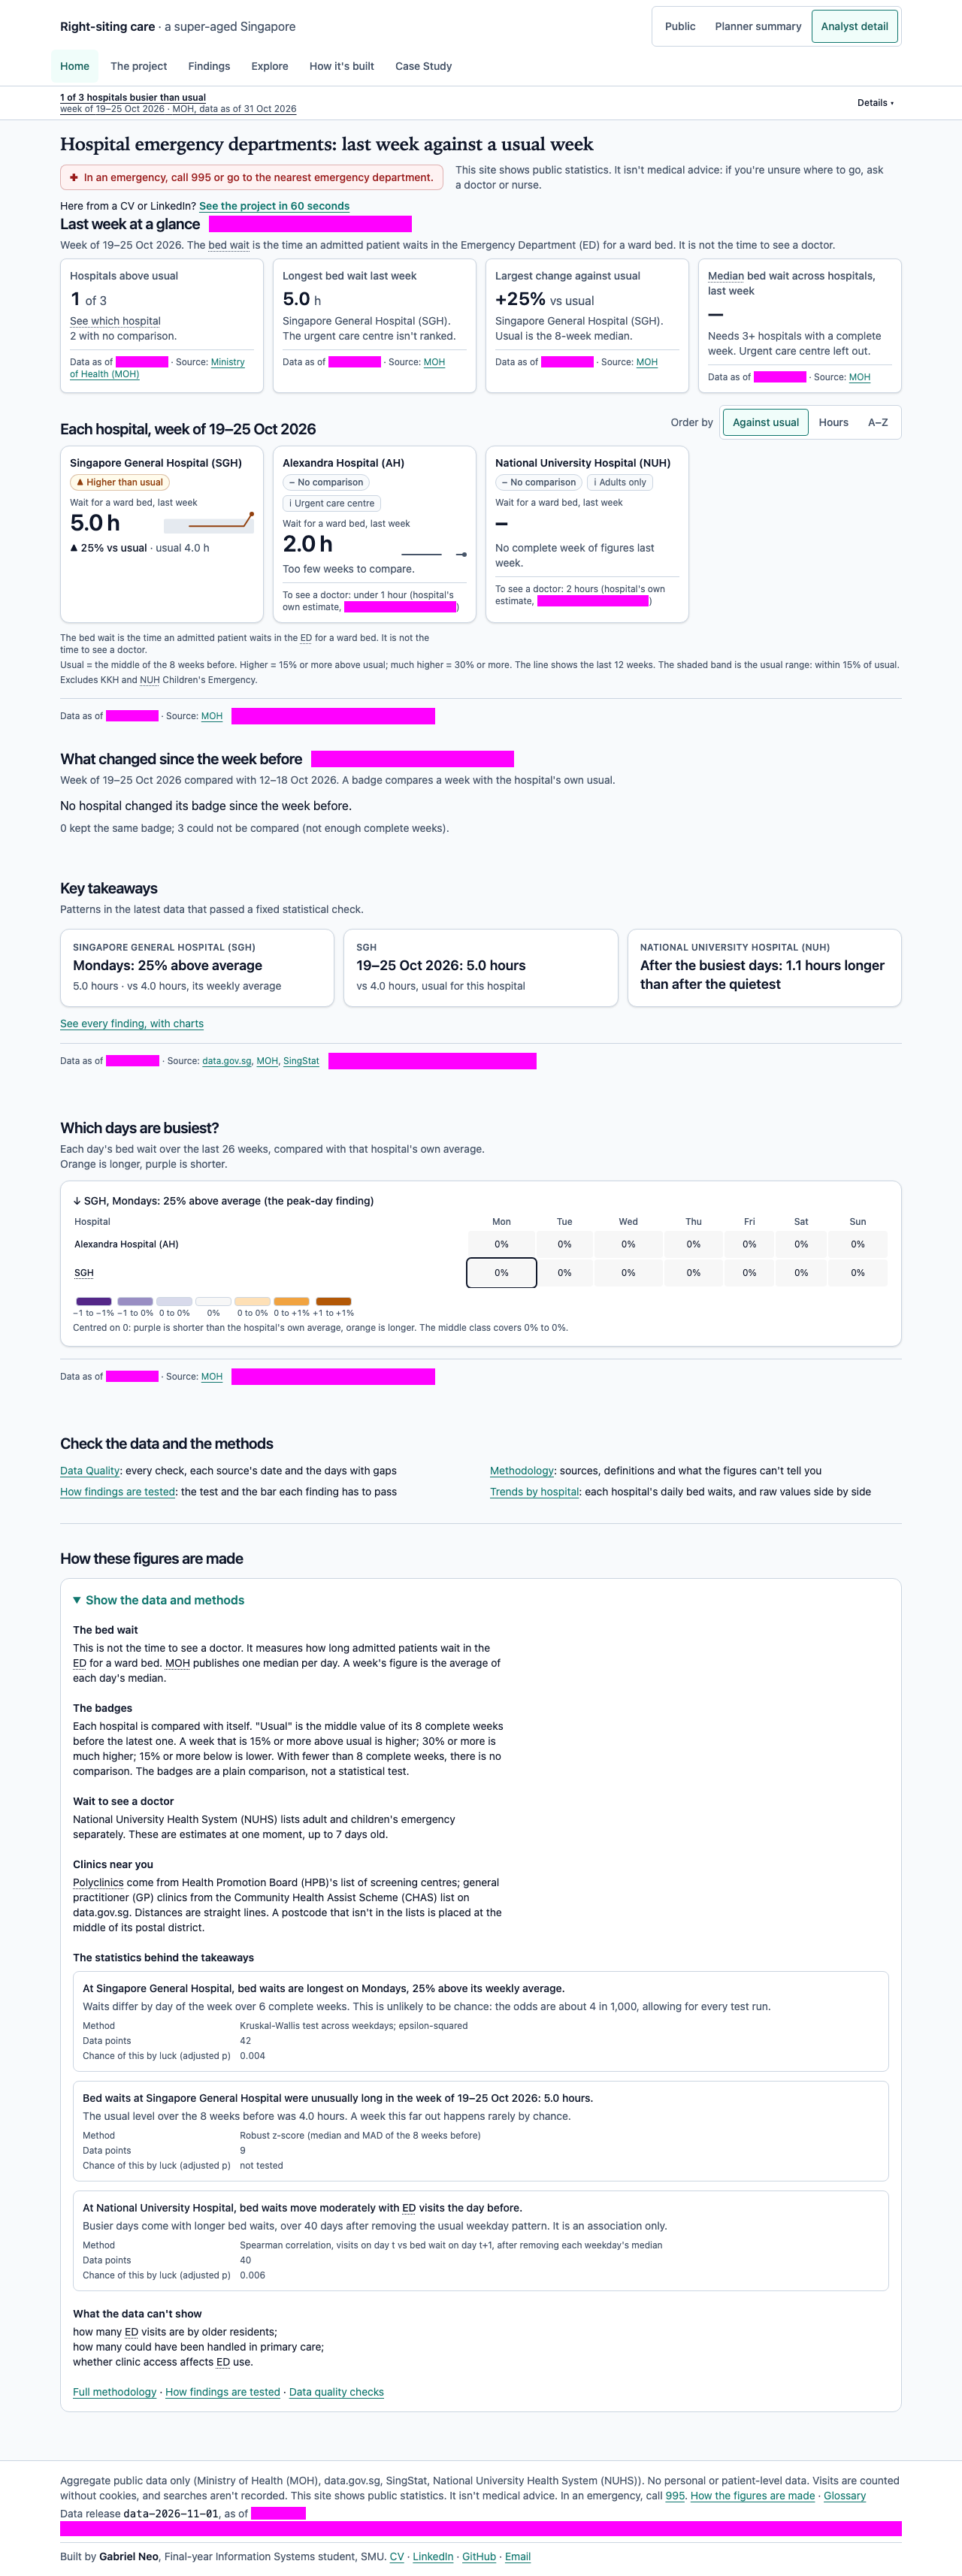 Right-siting care · a super-aged Singapore
Public
Planner summary
Analyst detail
Home
The project
Findings
Explore
How it's built
Case Study
1 of 3 hospitals busier than usual
week of 19–25 Oct 2026 · MOH, data as of 31 Oct 2026
Details ▾
Hospital emergency departments: last week against a usual week
✚ In an emergency, call 995 or go to the nearest emergency department.
This site shows public statistics. It isn't medical advice: if you're unsure where to go, ask
a doctor or nurse.
Here from a CV or LinkedIn? See the project in 60 seconds
Last week at a glance
Week of 19–25 Oct 2026. The bed wait is the time an admitted patient waits in the Emergency Department (ED) for a ward bed. It is not the time to see a doctor.
Hospitals above usual
1 of 3
See which hospital
2 with no comparison.
Data as of · Source: Ministry
of Health (MOH)
Longest bed wait last week
5.0 h
Singapore General Hospital (SGH).
The urgent care centre isn't ranked.
Data as of · Source: MOH
Largest change against usual
+25% vs usual
Singapore General Hospital (SGH).
Usual is the 8-week median.
Data as of · Source: MOH
Median bed wait across hospitals,
last week
—
Needs 3+ hospitals with a complete
week. Urgent care centre left out.
Data as of · Source: MOH
Each hospital, week of 19–25 Oct 2026
Order by
Against usual
Hours
A–Z
Singapore General Hospital (SGH)
▲ Higher than usual
Wait for a ward bed, last week
5.0 h
▲ 25% vs usual · usual 4.0 h
Alexandra Hospital (AH)
– No comparison
i Urgent care centre
Wait for a ward bed, last week
2.0 h
Too few weeks to compare.
To see a doctor: under 1 hour (hospital's
own estimate, )
National University Hospital (NUH)
– No comparison
i Adults only
Wait for a ward bed, last week
–
No complete week of figures last
week.
To see a doctor: 2 hours (hospital's own
estimate, )
The bed wait is the time an admitted patient waits in the ED for a ward bed. It is not the
time to see a doctor.
Usual = the middle of the 8 weeks before. Higher = 15% or more above usual; much higher = 30% or more. The line shows the last 12 weeks. The shaded band is the usual range: within 15% of usual.
Excludes KKH and NUH Children's Emergency.
Data as of · Source: MOH
What changed since the week before
Week of 19–25 Oct 2026 compared with 12–18 Oct 2026. A badge compares a week with the hospital's own usual.
No hospital changed its badge since the week before.
0 kept the same badge; 3 could not be compared (not enough complete weeks).
Key takeaways
Patterns in the latest data that passed a fixed statistical check.
SINGAPORE GENERAL HOSPITAL (SGH)
Mondays: 25% above average
5.0 hours · vs 4.0 hours, its weekly average
SGH
19–25 Oct 2026: 5.0 hours
vs 4.0 hours, usual for this hospital
NATIONAL UNIVERSITY HOSPITAL (NUH)
After the busiest days: 1.1 hours longer
than after the quietest
See every finding, with charts
Data as of · Source: data.gov.sg, MOH, SingStat
Which days are busiest?
Each day's bed wait over the last 26 weeks, compared with that hospital's own average.
Orange is longer, purple is shorter.
↓ SGH, Mondays: 25% above average (the peak-day finding)
Hospital Mon Tue Wed Thu Fri Sat Sun
Alexandra Hospital (AH) 0% 0% 0% 0% 0% 0% 0%
SGH 0% 0% 0% 0% 0% 0% 0%
−1 to −1% −1 to 0% 0 to 0% 0% 0 to 0% 0 to +1% +1 to +1%
Centred on 0: purple is shorter than the hospital's own average, orange is longer. The middle class covers 0% to 0%.
Data as of · Source: MOH
Check the data and the methods
Data Quality: every check, each source's date and the days with gaps
Methodology: sources, definitions and what the figures can't tell you
How findings are tested: the test and the bar each finding has to pass
Trends by hospital: each hospital's daily bed waits, and raw values side by side
How these figures are made
▼ Show the data and methods
The bed wait
This is not the time to see a doctor. It measures how long admitted patients wait in the
ED for a ward bed. MOH publishes one median per day. A week's figure is the average of
each day's median.
The badges
Each hospital is compared with itself. "Usual" is the middle value of its 8 complete weeks
before the latest one. A week that is 15% or more above usual is higher; 30% or more is
much higher; 15% or more below is lower. With fewer than 8 complete weeks, there is no
comparison. The badges are a plain comparison, not a statistical test.
Wait to see a doctor
National University Health System (NUHS) lists adult and children's emergency
separately. These are estimates at one moment, up to 7 days old.
Clinics near you
Polyclinics come from Health Promotion Board (HPB)'s list of screening centres; general
practitioner (GP) clinics from the Community Health Assist Scheme (CHAS) list on
data.gov.sg. Distances are straight lines. A postcode that isn't in the lists is placed at the
middle of its postal district.
The statistics behind the takeaways
At Singapore General Hospital, bed waits are longest on Mondays, 25% above its weekly average.
Waits differ by day of the week over 6 complete weeks. This is unlikely to be chance: the odds are about 4 in 1,000, allowing for every test run.
Method Kruskal-Wallis test across weekdays; epsilon-squared
Data points 42
Chance of this by luck (adjusted p) 0.004
Bed waits at Singapore General Hospital were unusually long in the week of 19–25 Oct 2026: 5.0 hours.
The usual level over the 8 weeks before was 4.0 hours. A week this far out happens rarely by chance.
Method Robust z-score (median and MAD of the 8 weeks before)
Data points 9
Chance of this by luck (adjusted p) not tested
At National University Hospital, bed waits move moderately with ED visits the day before.
Busier days come with longer bed waits, over 40 days after removing the usual weekday pattern. It is an association only.
Method Spearman correlation, visits on day t vs bed wait on day t+1, after removing each weekday's median
Data points 40
Chance of this by luck (adjusted p) 0.006
What the data can't show
how many ED visits are by older residents;
how many could have been handled in primary care;
whether clinic access affects ED use.
Full methodology · How findings are tested · Data quality checks
Aggregate public data only (Ministry of Health (MOH), data.gov.sg, SingStat, National University Health System (NUHS)). No personal or patient-level data. Visits are counted
without cookies, and searches aren't recorded. This site shows public statistics. It isn't medical advice. In an emergency, call 995. How the figures are made · Glossary
Data release data-2026-11-01, as of
Built by Gabriel Neo, Final-year Information Systems student, SMU. CV · LinkedIn · GitHub · Email